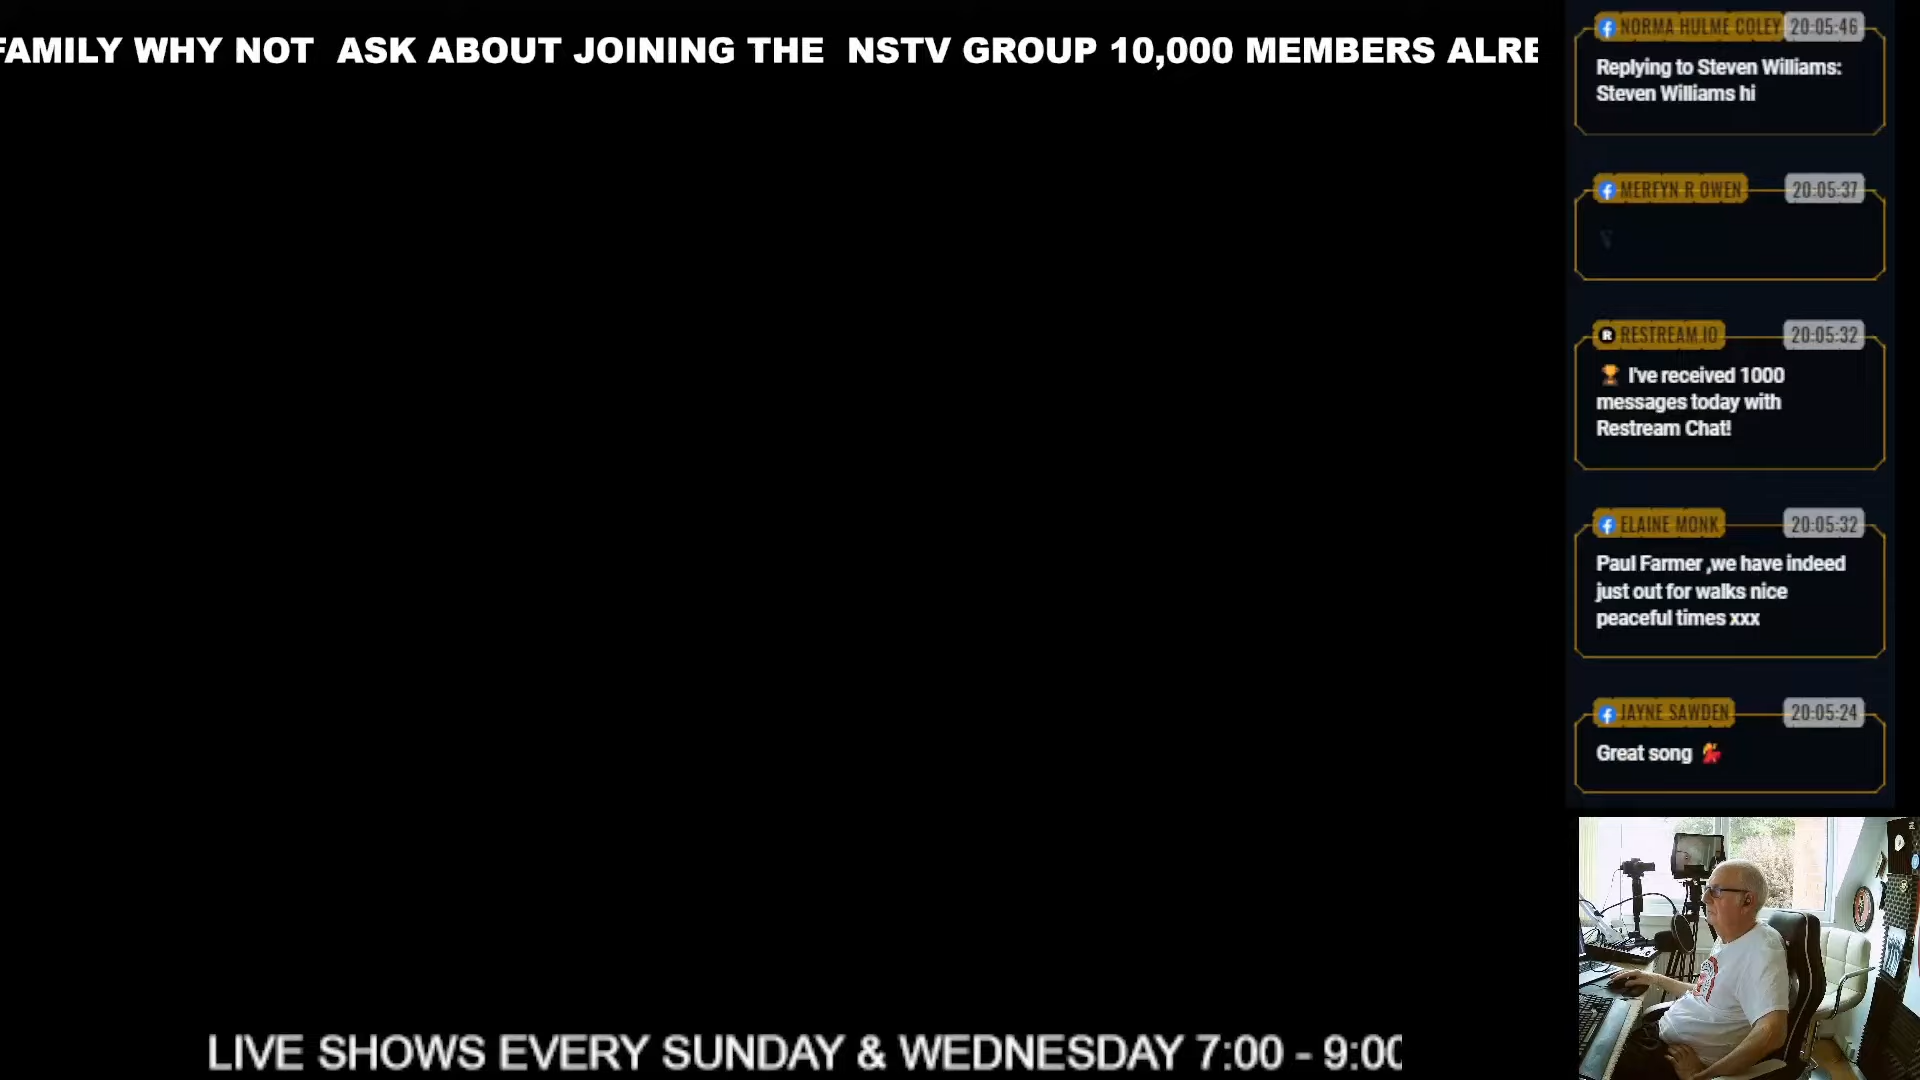 FAMILY WHY NOT  ASK ABOUT JOINING THE  NSTV GROUP 10,000 MEMBERS ALRE
NORMA HULME COLEY 20:05:46
Replying to Steven Williams:
Steven Williams hi
MERFYN R OWEN 20:05:37
RESTREAM.IO 20:05:32
🏆 I've received 1000
messages today with
Restream Chat!
ELAINE MONK 20:05:32
Paul Farmer ,we have indeed
just out for walks nice
peaceful times xxx
JAYNE SAWDEN 20:05:24
Great song 💃
LIVE SHOWS EVERY SUNDAY & WEDNESDAY 7:00 - 9:00